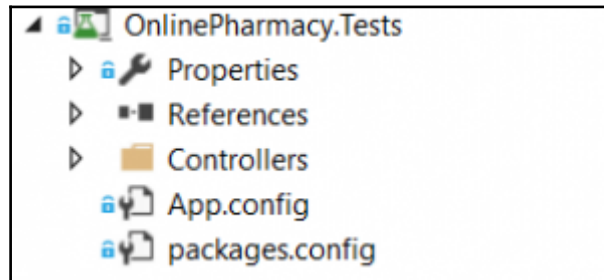 OnlinePharmacy.Tests
Properties
References
Controllers
App.config
packages.config